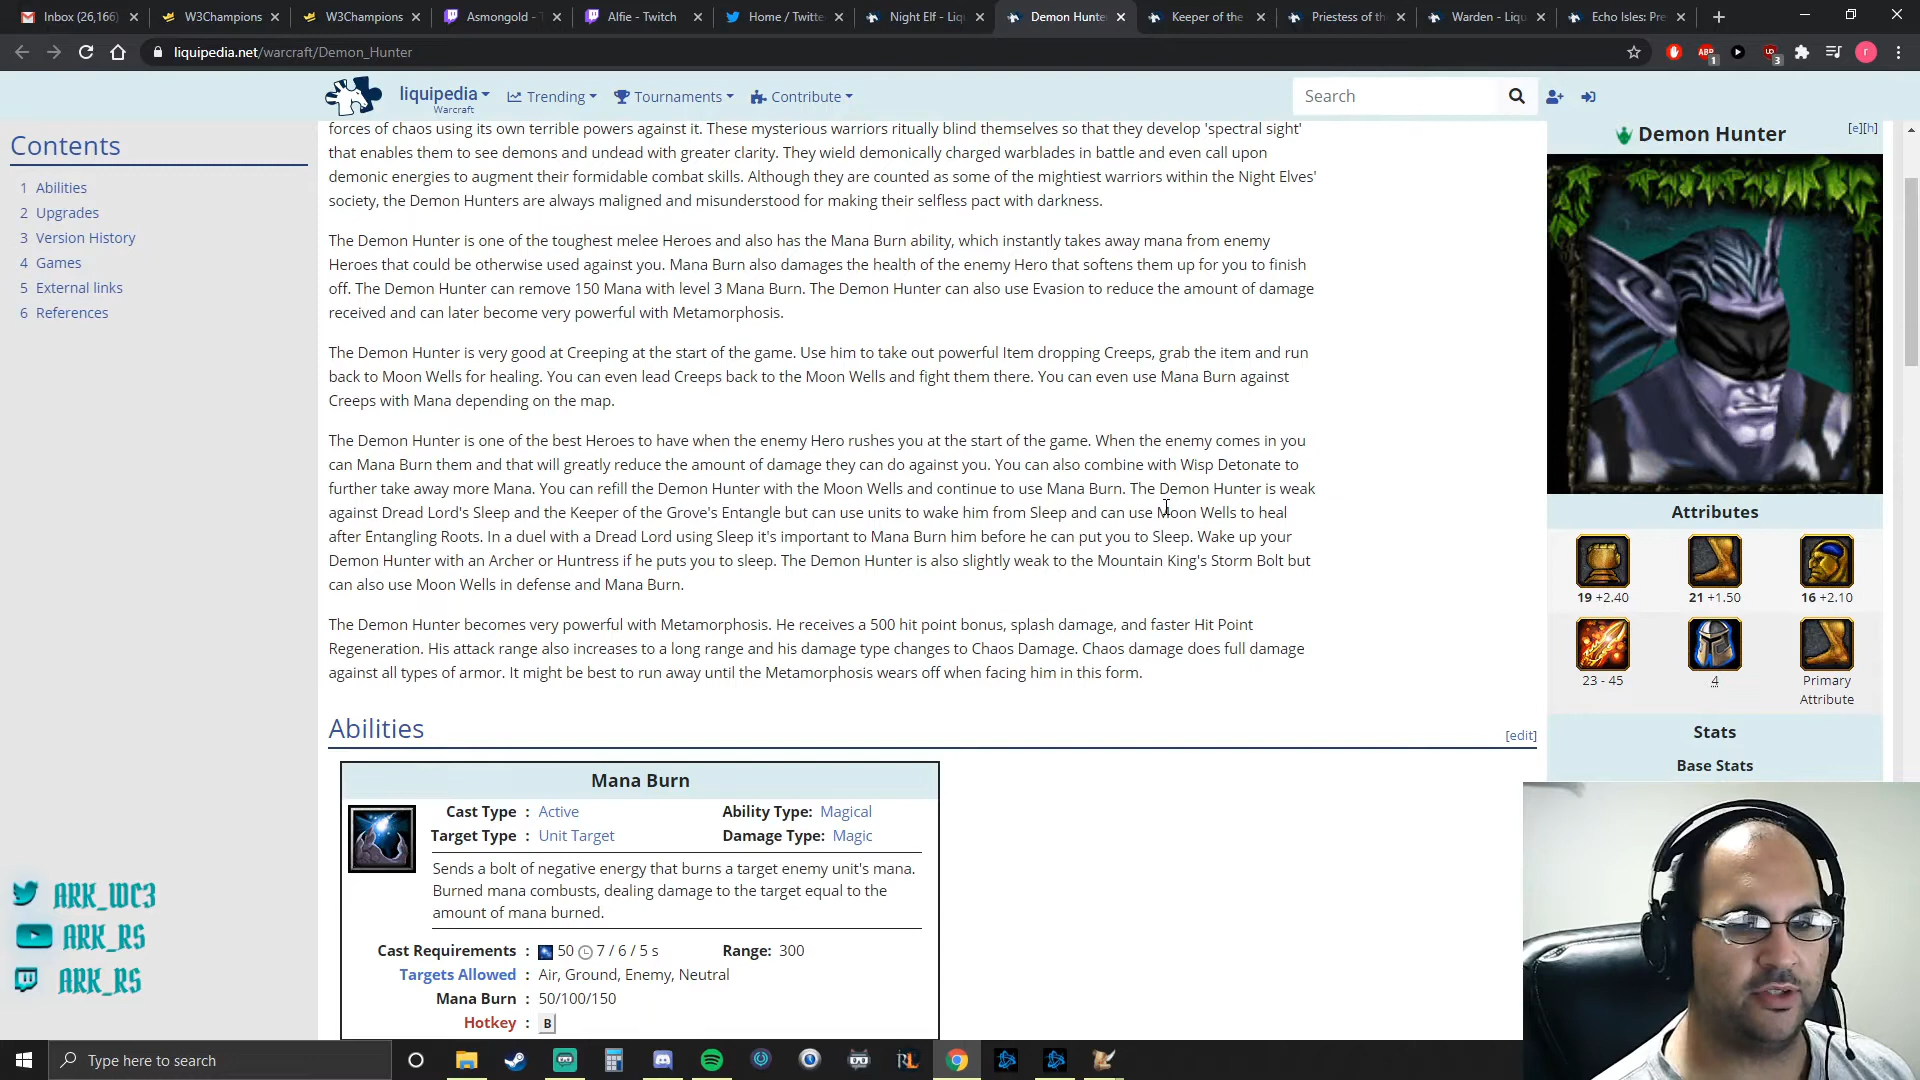 Inbox (26,166)
W3Champions
W3Champions
Asmongold - T
Alfie - Twitch
Home / Twitte
Night Elf - Liq
Demon Hunte
Keeper of the
Priestess of th
Warden - Liqu
Echo Isles: Pre
liquipedia.net/warcraft/Demon_Hunter
ABP
1
UD
3
r
liquipedia
Warcraft
Trending
Tournaments
Contribute
Search
Contents
1 Abilities
2 Upgrades
3 Version History
4 Games
5 External links
6 References
forces of chaos using its own terrible powers against it. These mysterious warriors ritually blind themselves so that they develop 'spectral sight'
that enables them to see demons and undead with greater clarity. They wield demonically charged warblades in battle and even call upon
demonic energies to augment their formidable combat skills. Although they are counted as some of the mightiest warriors within the Night Elves'
society, the Demon Hunters are always maligned and misunderstood for making their selfless pact with darkness.
The Demon Hunter is one of the toughest melee Heroes and also has the Mana Burn ability, which instantly takes away mana from enemy
Heroes that could be otherwise used against you. Mana Burn also damages the health of the enemy Hero that softens them up for you to finish
off. The Demon Hunter can remove 150 Mana with level 3 Mana Burn. The Demon Hunter can also use Evasion to reduce the amount of damage
received and can later become very powerful with Metamorphosis.
The Demon Hunter is very good at Creeping at the start of the game. Use him to take out powerful Item dropping Creeps, grab the item and run
back to Moon Wells for healing. You can even lead Creeps back to the Moon Wells and fight them there. You can even use Mana Burn against
Creeps with Mana depending on the map.
The Demon Hunter is one of the best Heroes to have when the enemy Hero rushes you at the start of the game. When the enemy comes in you
can Mana Burn them and that will greatly reduce the amount of damage they can do against you. You can also combine with Wisp Detonate to
further take away more Mana. You can refill the Demon Hunter with the Moon Wells and continue to use Mana Burn. The Demon Hunter is weak
against Dread Lord's Sleep and the Keeper of the Grove's Entangle but can use units to wake him from Sleep and can use Moon Wells to heal
after Entangling Roots. In a duel with a Dread Lord using Sleep it's important to Mana Burn him before he can put you to Sleep. Wake up your
Demon Hunter with an Archer or Huntress if he puts you to sleep. The Demon Hunter is also slightly weak to the Mountain King's Storm Bolt but
can also use Moon Wells in defense and Mana Burn.
The Demon Hunter becomes very powerful with Metamorphosis. He receives a 500 hit point bonus, splash damage, and faster Hit Point
Regeneration. His attack range also increases to a long range and his damage type changes to Chaos Damage. Chaos damage does full damage
against all types of armor. It might be best to run away until the Metamorphosis wears off when facing him in this form.
Abilities
[edit]
Mana Burn
Cast Type : Active
Ability Type: Magical
Target Type : Unit Target
Damage Type: Magic
Sends a bolt of negative energy that burns a target enemy unit's mana.
Burned mana combusts, dealing damage to the target equal to the
amount of mana burned.
Cast Requirements : 50 7 / 6 / 5 s
Range: 300
Targets Allowed : Air, Ground, Enemy, Neutral
Mana Burn : 50/100/150
Hotkey : B
Demon Hunter
[e][h]
Attributes
19 +2.40
21 +1.50
16 +2.10
23 - 45
4
Primary
Attribute
Stats
Base Stats
ARK_WC3
ARK_RS
ARK_RS
Type here to search